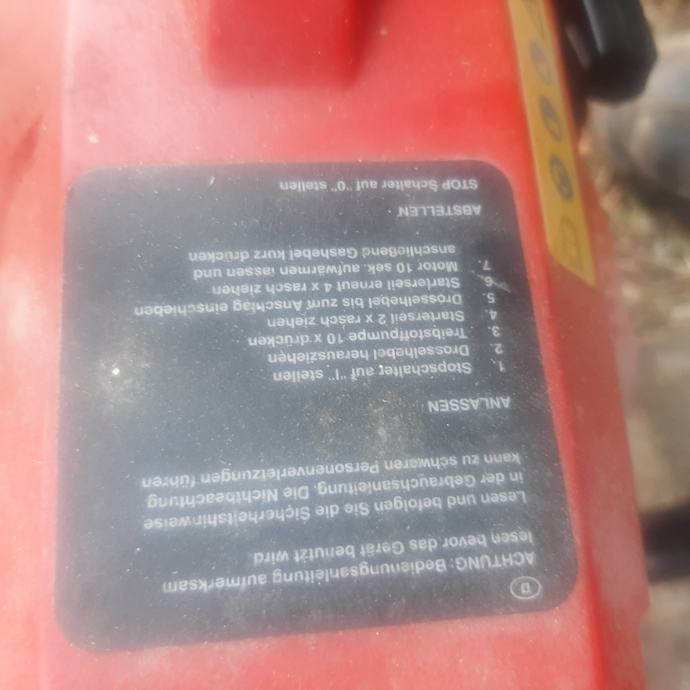 D
ACHTUNG: Bedienungsanleitung aufmerksam
lesen bevor das Gerät benutzt wird.
Lesen und befolgen Sie die Sicherheitshinweise
in der Gebrauchsanleitung. Die Nichtbeachtung
kann zu schwaren Personenverletzungen führen
ANLASSEN
1. Stopschalter auf "I" stellen
2. Drosselhebel herausziehen
3. Treibstoffpumpe 10 x drücken
4. Starterseil 2 x rasch ziehen
5. Drosselhebel bis zum Anschlag einschieben
6. Starterseil erneut 4 x rasch ziehen
7. Motor 10 sek. aufwärmen lassen und
anschließend Gashebel kurz drücken
ABSTELLEN
STOP Schalter auf "0" stellen